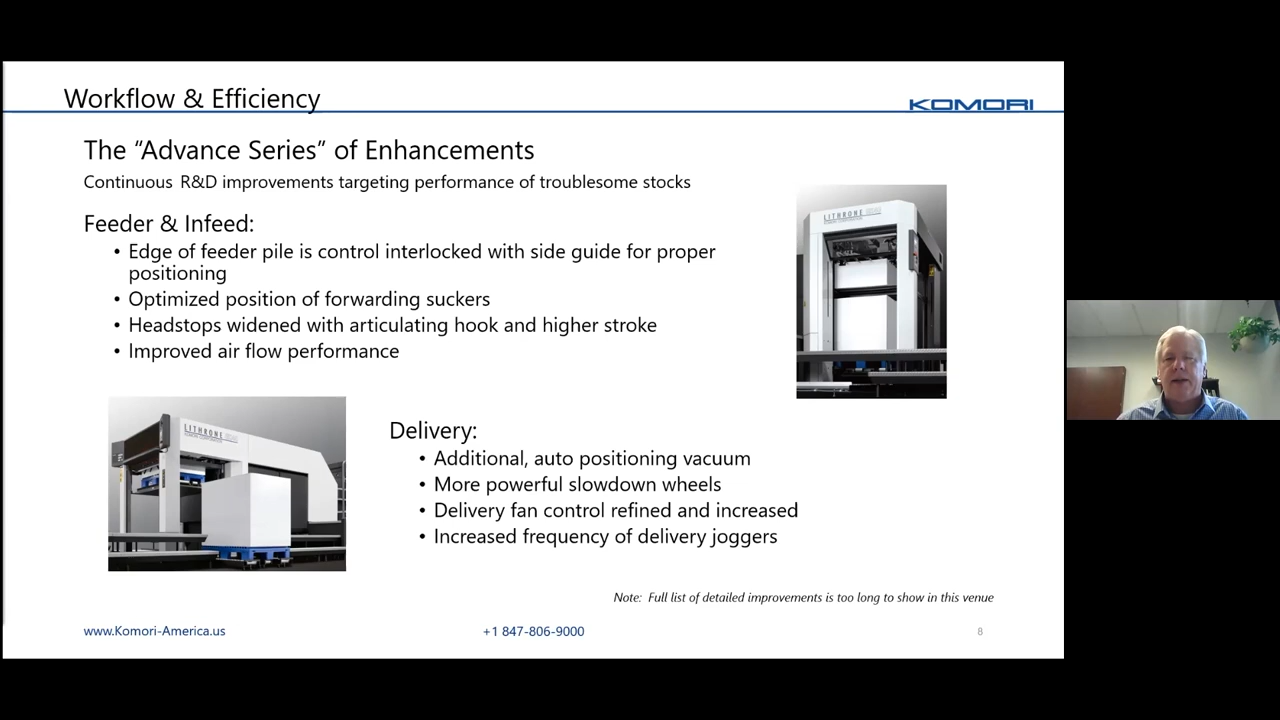 Workflow & Efficiency
KOMORI
The “Advance Series” of Enhancements
Continuous R&D improvements targeting performance of troublesome stocks
Feeder & Infeed:
• Edge of feeder pile is control interlocked with side guide for proper
positioning
• Optimized position of forwarding suckers
• Headstops widened with articulating hook and higher stroke
• Improved air flow performance
LITHRONE
LITHRONE
Delivery:
• Additional, auto positioning vacuum
• More powerful slowdown wheels
• Delivery fan control refined and increased
• Increased frequency of delivery joggers
Note: Full list of detailed improvements is too long to show in this venue
www.Komori-America.us
+1 847-806-9000
8